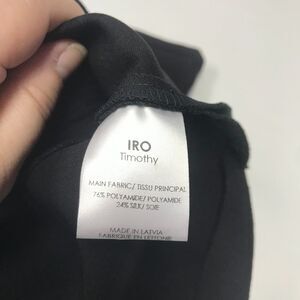 IRO
Timothy
MAIN FABRIC/ TISSU PRINCIPAL
76% POLYAMIDE/ POLYAMIDE
24% SILK/ SOIE
MADE IN LATVIA
FABRIQUE EN LETTONIE